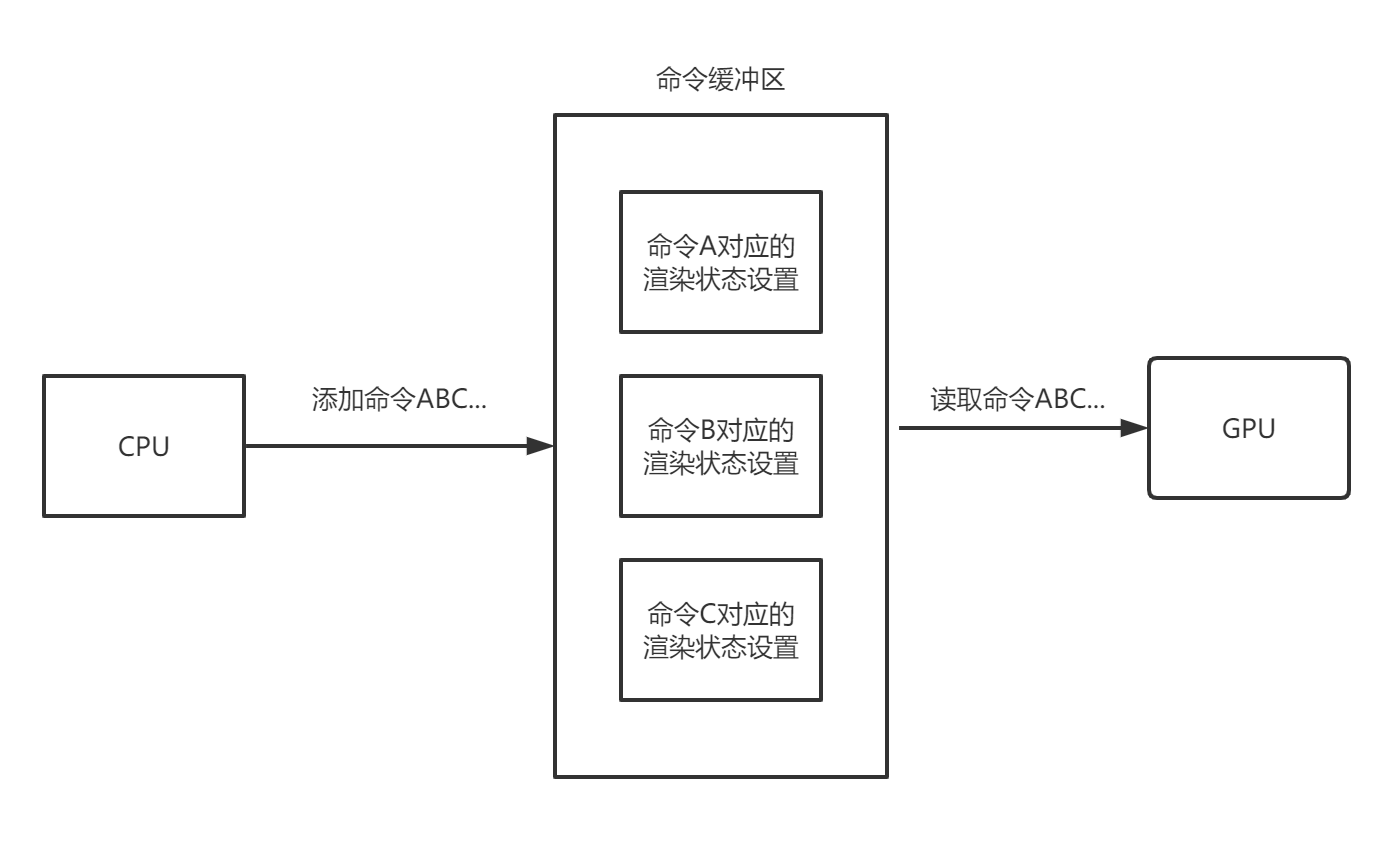 命令缓冲区
命令A对应的
渲染状态设置
CPU
添加命令ABC...
命令B对应的
渲染状态设置
读取命令ABC...
GPU
命令C对应的
渲染状态设置